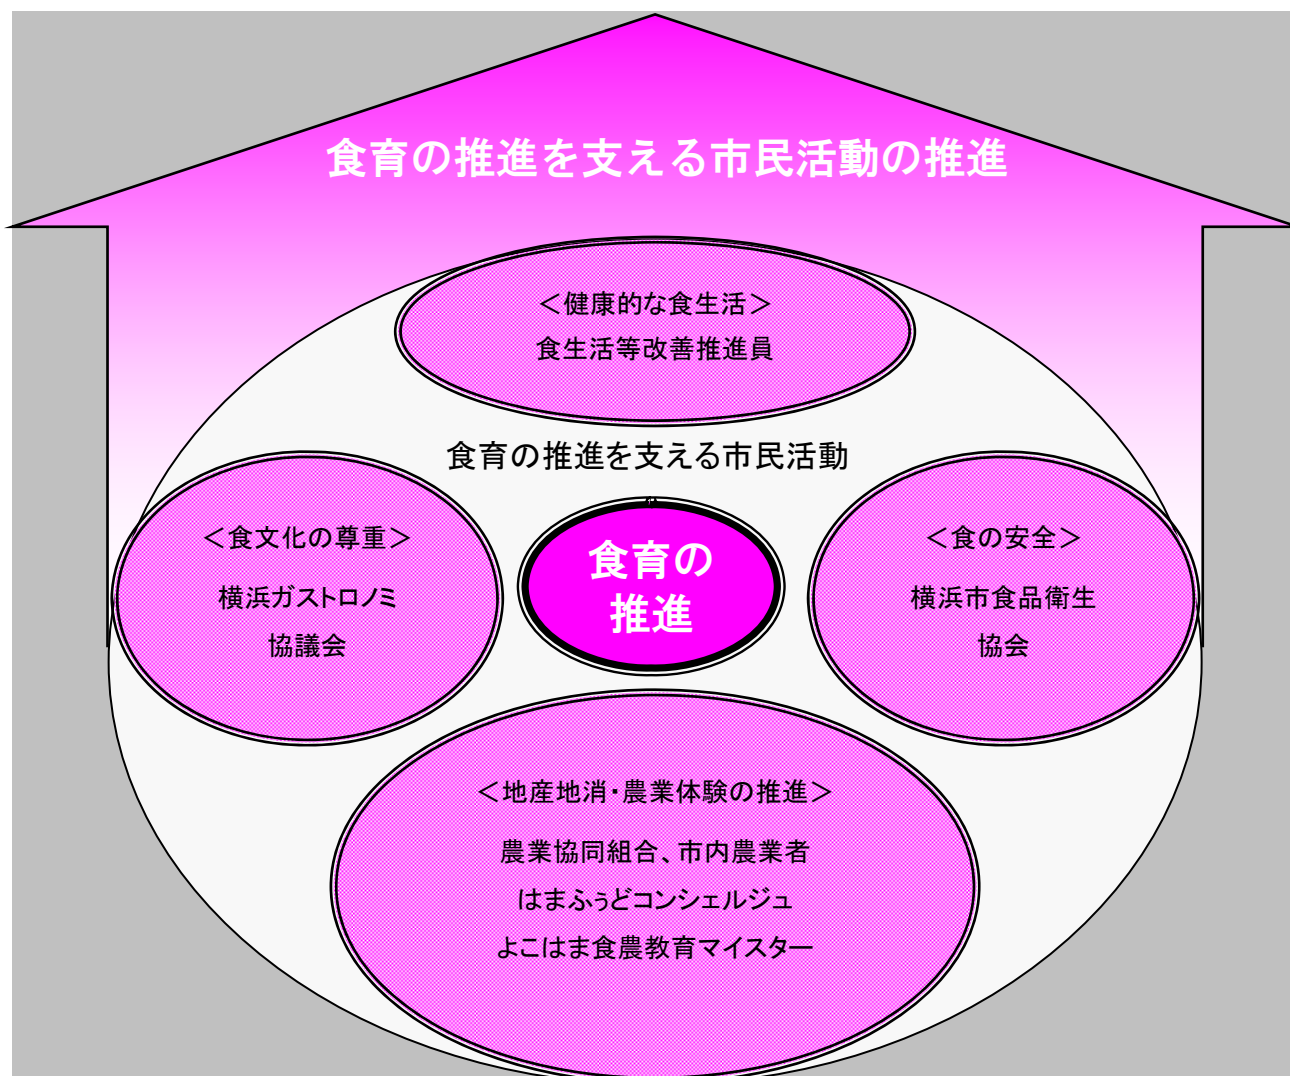 食育の推進を支える市民活動の推進
＜健康的な食生活＞
食生活等改善推進員
食育の推進を支える市民活動
＜食文化の尊重＞
横浜ガストロノミ
協議会
食育の
推進
＜食の安全＞
横浜市食品衛生
協会
＜地産地消・農業体験の推進＞
農業協同組合、市内農業者
はまふぅどコンシェルジュ
よこはま食農教育マイスター